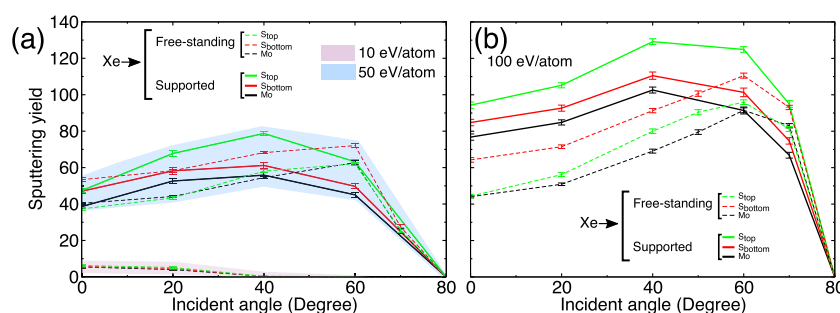 (a)
Xe
Free-standing
Stop
Sbottom
Mo
Supported
Stop
Sbottom
Mo
10 eV/atom
50 eV/atom
Sputtering yield
140
120
100
80
60
40
20
0
0 20 40 60 80
Incident angle (Degree)
(b)
100 eV/atom
Xe
Free-standing
Stop
Sbottom
Mo
Supported
Stop
Sbottom
Mo
0 20 40 60 80
Incident angle (Degree)